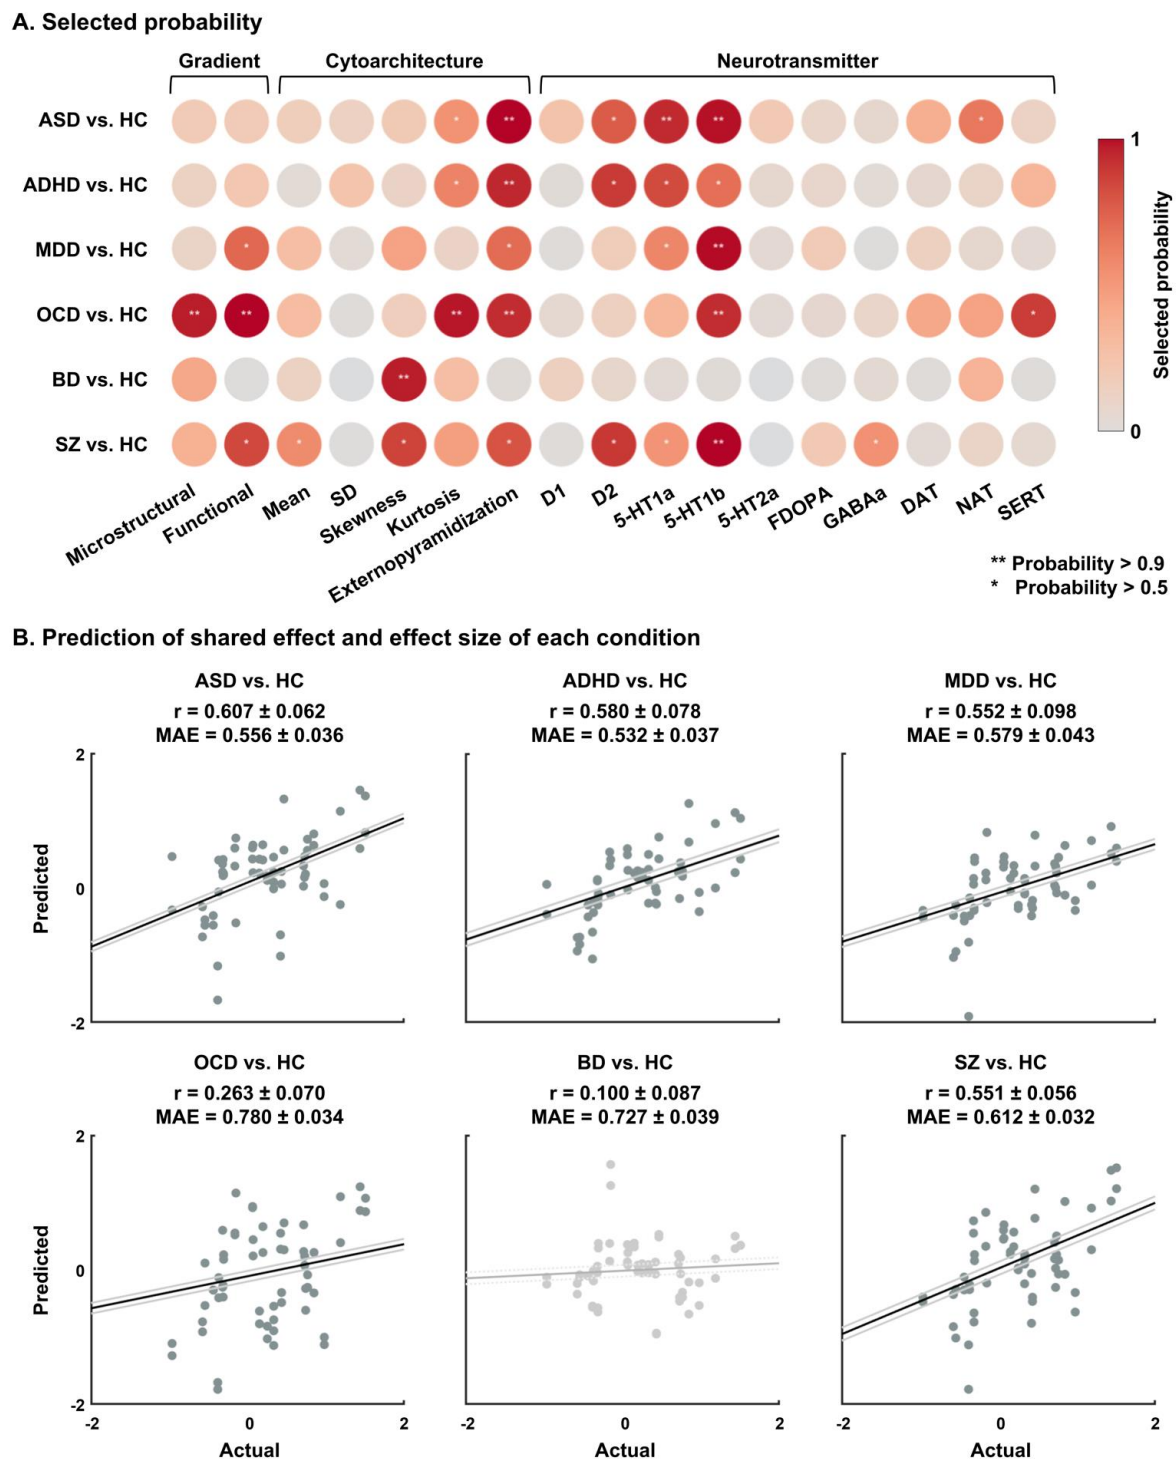 A. Selected probability
Gradient Cytoarchitecture Neurotransmitter
ASD vs. HC * ** * ** ** *
ADHD vs. HC * ** * * *
MDD vs. HC * * * **
OCD vs. HC ** ** ** ** ** *
BD vs. HC **
SZ vs. HC * * * * * * ** *
1
Selected probability
0
Microstructural Functional Mean SD Skewness Kurtosis Externopyramidization D1 D2 5-HT1a 5-HT1b 5-HT2a FDOPA GABAa DAT NAT SERT
** Probability > 0.9
* Probability > 0.5
B. Prediction of shared effect and effect size of each condition
ASD vs. HC ADHD vs. HC MDD vs. HC
r = 0.607 ± 0.062 r = 0.580 ± 0.078 r = 0.552 ± 0.098
MAE = 0.556 ± 0.036 MAE = 0.532 ± 0.037 MAE = 0.579 ± 0.043
2
Predicted
0
-2
OCD vs. HC BD vs. HC SZ vs. HC
r = 0.263 ± 0.070 r = 0.100 ± 0.087 r = 0.551 ± 0.056
MAE = 0.780 ± 0.034 MAE = 0.727 ± 0.039 MAE = 0.612 ± 0.032
2
Predicted
0
-2
-2 0 2 -2 0 2 -2 0 2
Actual Actual Actual